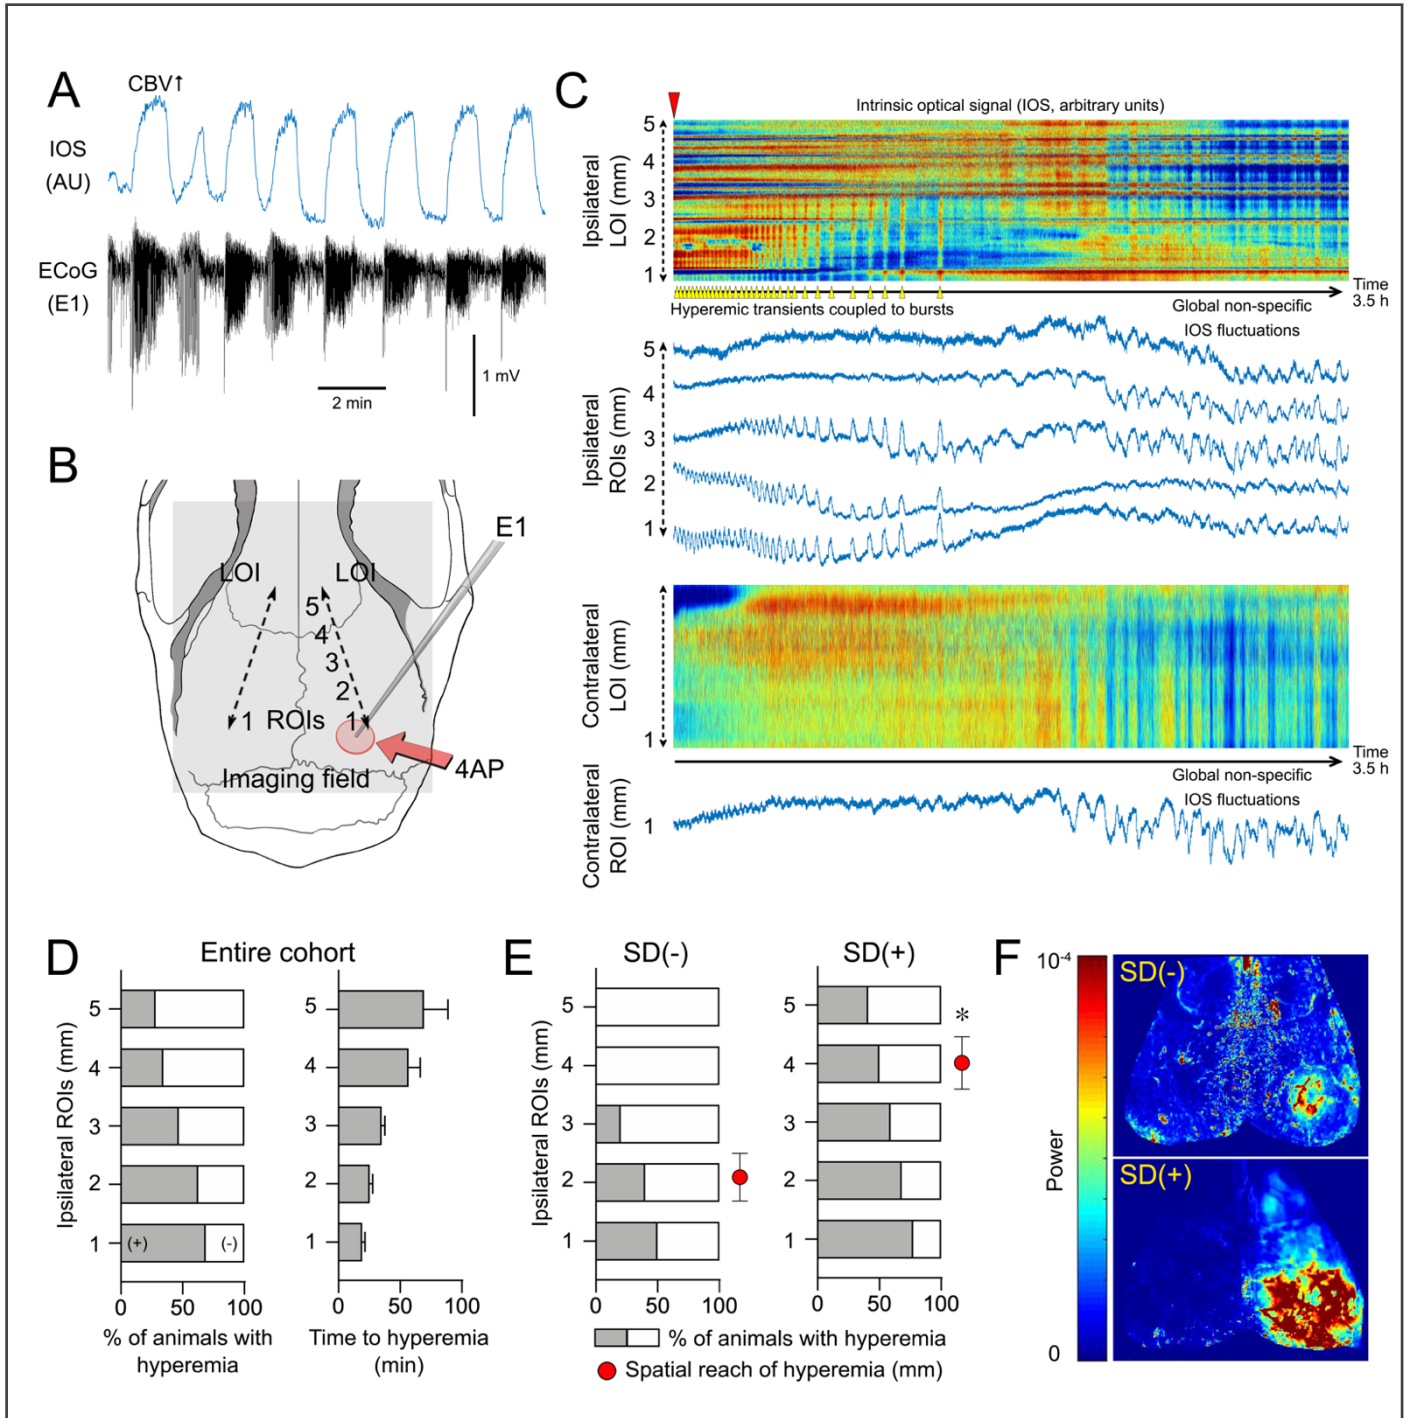 A
CBV↑
IOS
(AU)
ECoG
(E1)
1 mV
2 min
B
E1
LOI
LOI
5
4
3
2
1
ROIs
1
4AP
Imaging field
C
Intrinsic optical signal (IOS, arbitrary units)
Ipsilateral
LOI (mm)
5
4
3
2
1
Time
3.5 h
Hyperemic transients coupled to bursts
Global non-specific
IOS fluctuations
Ipsilateral
ROIs (mm)
5
4
3
2
1
Contralateral
LOI (mm)
1
Time
3.5 h
Global non-specific
IOS fluctuations
Contralateral
ROI (mm)
1
D
Entire cohort
Ipsilateral ROIs (mm)
5
4
3
2
1
(+)
(-)
0 50 100
% of animals with
hyperemia
5
4
3
2
1
0 50 100
Time to hyperemia
(min)
E
SD(-)
Ipsilateral ROIs (mm)
5
4
3
2
1
0 50 100
SD(+)
5
4
3
2
1
*
0 50 100
% of animals with hyperemia
Spatial reach of hyperemia (mm)
F
10-4
Power
0
SD(-)
SD(+)